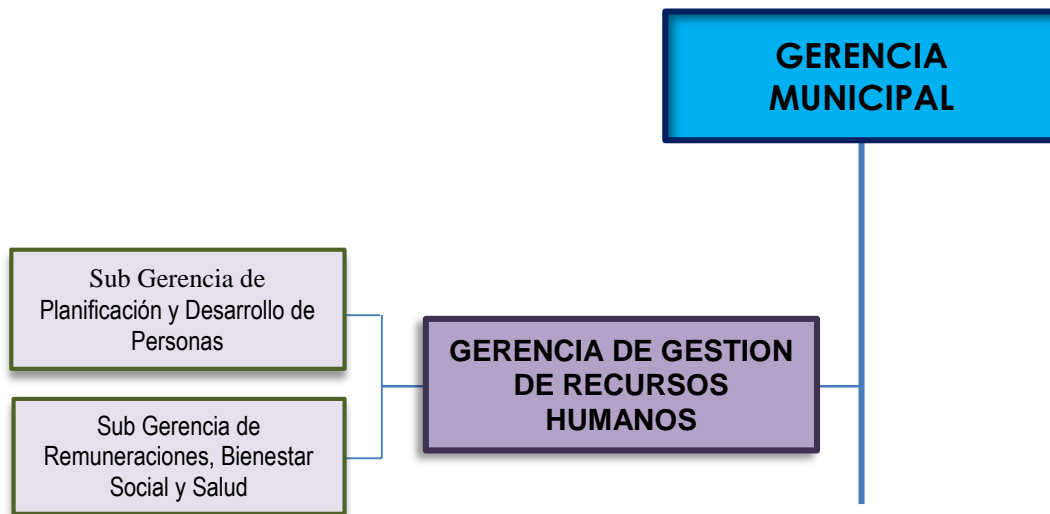 GERENCIA
MUNICIPAL
Sub Gerencia de
Planificación y Desarrollo de
Personas
GERENCIA DE GESTION
DE RECURSOS
HUMANOS
Sub Gerencia de
Remuneraciones, Bienestar
Social y Salud